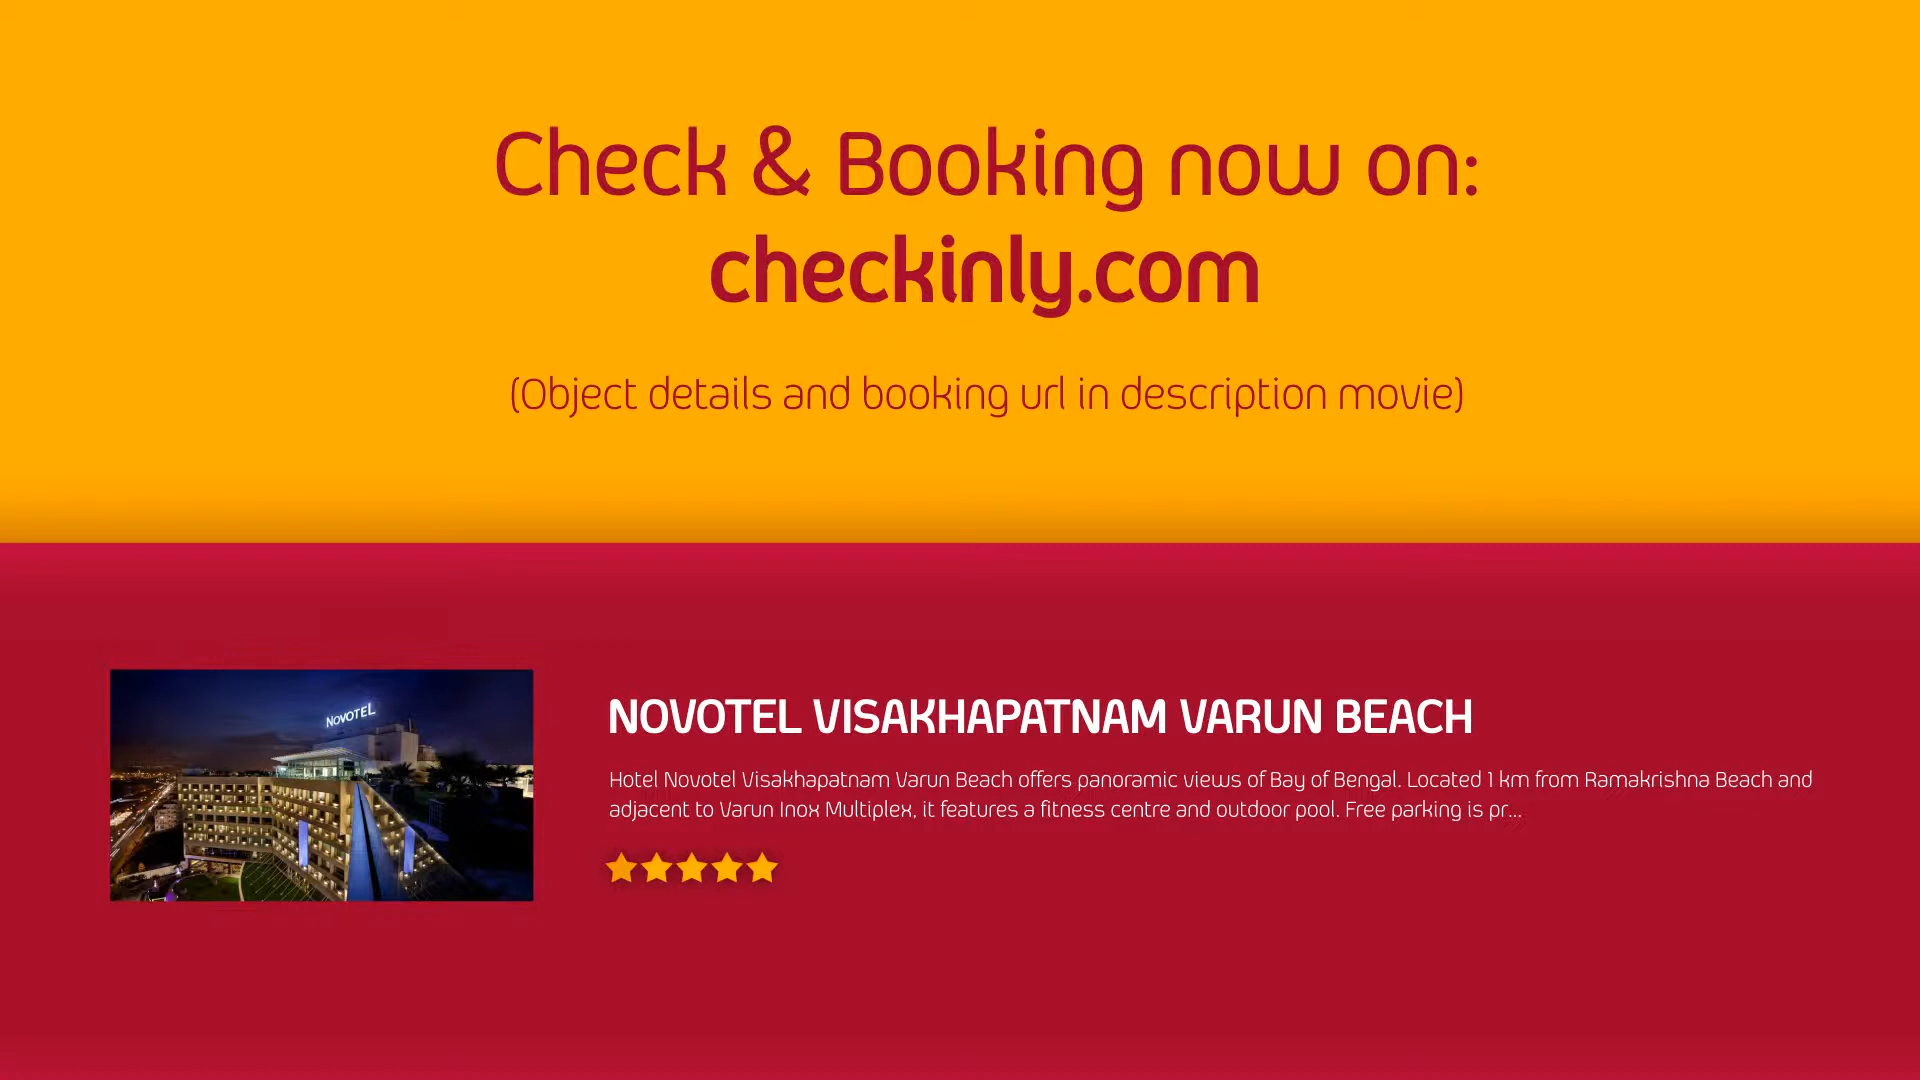 Check & Booking now on:
checkinly.com
(Object details and booking url in description movie)
NOVOTEL
NOVOTEL VISAKHAPATNAM VARUN BEACH
Hotel Novotel Visakhapatnam Varun Beach offers panoramic views of Bay of Bengal. Located 1 km from Ramakrishna Beach and
adjacent to Varun Inox Multiplex, it features a fitness centre and outdoor pool. Free parking is pr...